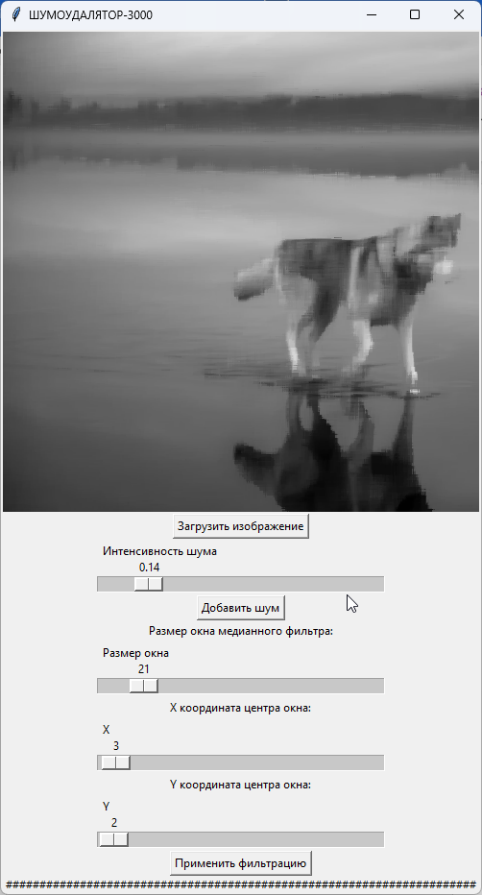 ШУМОУДАЛЯТОР-3000
Загрузить изображение
Интенсивность шума
0.14
Добавить шум
Размер окна медианного фильтра:
Размер окна
21
X координата центра окна:
X
3
Y координата центра окна:
Y
2
Применить фильтрацию
######################################################################